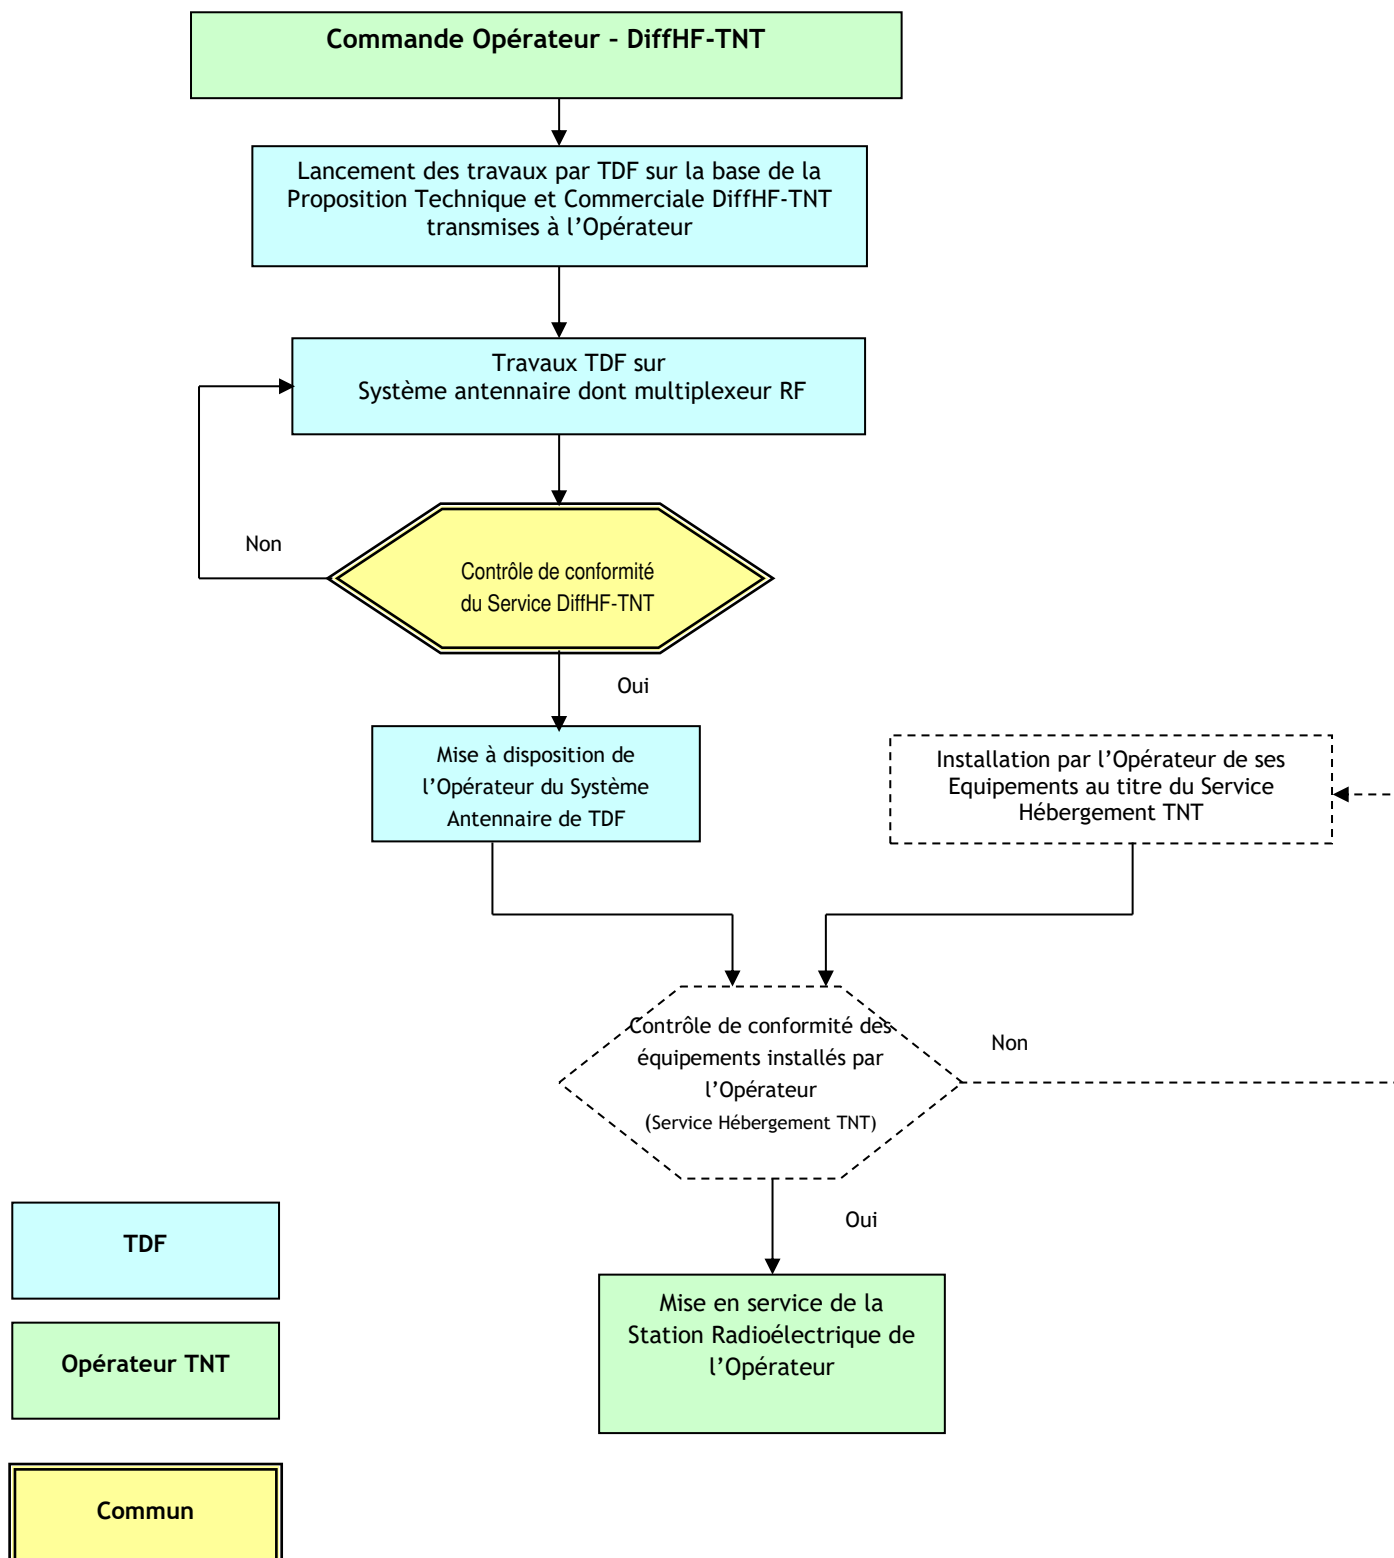 Commande Opérateur – DiffHF-TNT
Lancement des travaux par TDF sur la base de la
Proposition Technique et Commerciale DiffHF-TNT
transmises à l’Opérateur
Travaux TDF sur
Système antennaire dont multiplexeur RF
Non
Contrôle de conformité
du Service DiffHF-TNT
Oui
Mise à disposition de
l’Opérateur du Système
Antennaire de TDF
Installation par l’Opérateur de ses
Equipements au titre du Service
Hébergement TNT
Contrôle de conformité des
équipements installés par
l’Opérateur
(Service Hébergement TNT)
Non
Oui
Mise en service de la
Station Radioélectrique de
l’Opérateur
TDF
Opérateur TNT
Commun